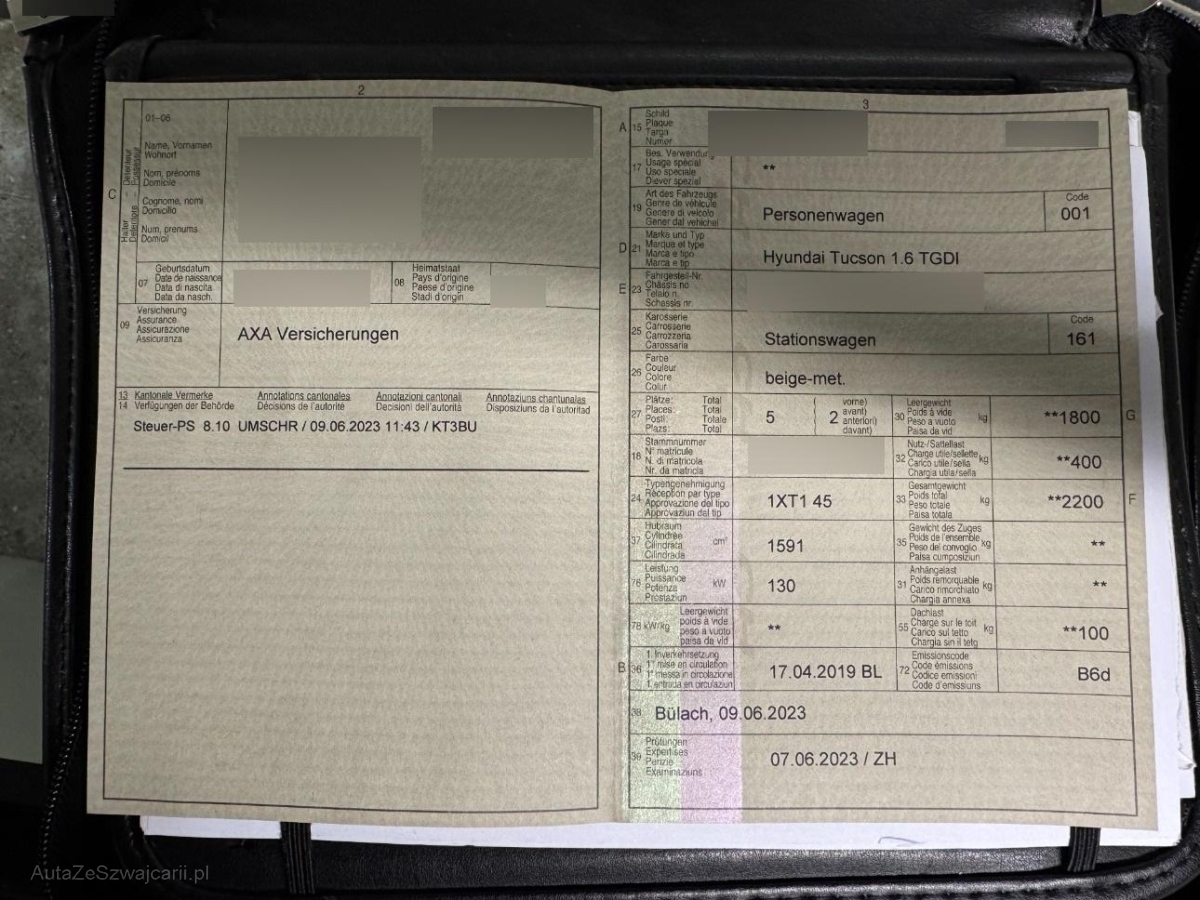 2
01-06
C
Halter Détenteur
Detentore Possessur
Name, Vornamen
Wohnort
Nom, prénoms
Domicile
Cognome, nomi
Domicilio
Num, prenums
Domicil
07
Geburtsdatum
Date de naissance
Data di nascita
Data da nasch.
08
Heimatstaat
Pays d'origine
Paese d'origine
Stadi d'origin
09
Versicherung
Assurance
Assicurazione
Assicuranza
AXA Versicherungen
13 Kantonale Vermerke Annotations cantonales Annotazioni cantonali Annotaziuns chantunalas
14 Verfügungen der Behörde Décisions de l'autorité Decisioni dell'autorità Disposiziuns da l'autoritad
Steuer-PS 8.10 UMSCHR / 09.06.2023 11:43 / KT3BU
3
A 15
Schild
Plaque
Targa
Numer
17
Bes. Verwendung
Usage spécial
Uso speciale
Diever spezial
**
19
Art des Fahrzeugs
Genre de véhicule
Genere di veicolo
Gener dal vehichel
Personenwagen
Code
001
D 21
Marke und Typ
Marque et type
Marca e tipo
Marca e tip
Hyundai Tucson 1.6 TGDI
E 23
Fahrgestell-Nr.
Châssis no
Telaio n.
Schassis nr.
25
Karosserie
Carrosserie
Carrozzeria
Carossaria
Stationswagen
Code
161
26
Farbe
Couleur
Colore
Colur
beige-met.
27
Plätze: Total
Places: Total
Posti: Totale
Plazs: Total
5
2
vorne)
avant)
anteriori)
davant)
30
Leergewicht
Poids à vide
Peso a vuoto
Paisa da vid
kg
**1800
G
18
Stammnummer
N° matricule
N. di matricola
Nr. da matricla
32
Nutz-/Sattellast
Charge utile/sellette
Carico utile/sella
Chargia utila/sella
kg
**400
24
Typengenehmigung
Réception par type
Approvazione del tipo
Approvaziun dal tip
1XT1 45
33
Gesamtgewicht
Poids total
Peso totale
Paisa totala
kg
**2200
F
37
Hubraum
Cylindrée
Cilindrata
Cilindrada
cm³
1591
35
Gewicht des Zuges
Poids de l'ensemble
Peso del convoglio
Paisa cumposiziun
kg
**
76
Leistung
Puissance
Potenza
Prestaziun
kW
130
31
Anhängelast
Poids remorquable
Carico rimorchiato
Chargia annexa
kg
**
78 kW/kg
Leergewicht
poids à vide
peso a vuoto
paisa da vid
**
55
Dachlast
Charge sur le toit
Carico sul tetto
Chargia sin il tetg
kg
**100
B 36
1. Inverkehrsetzung
1re mise en circulation
1a messa in circolazione
1. entrada en circulaziun
17.04.2019 BL
72
Emissionscode
Code émissions
Codice emissioni
Code d'emissiuns
B6d
38
Bülach, 09.06.2023
39
Prüfungen
Expertises
Perizie
Examinaziuns
07.06.2023 / ZH
AutaZeSzwajcarii.pl